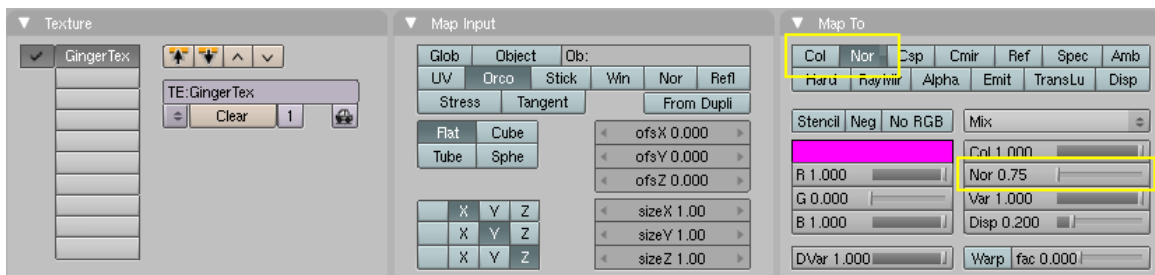 Texture
GingerTex
TE:GingerTex
Clear 1
Map Input
Glob Object Ob:
UV Orco Stick Win Nor Refl
Stress Tangent From Dupli
Flat Cube
Tube Sphe
ofsX 0.000
ofsY 0.000
ofsZ 0.000
X Y Z
X Y Z
X Y Z
sizeX 1.00
sizeY 1.00
sizeZ 1.00
Map To
Col Nor Csp Cmir Ref Spec Amb
Hard RayMir Alpha Emit TransLu Disp
Stencil Neg No RGB
R 1.000
G 0.000
B 1.000
DVar 1.000
Mix
Col 1.000
Nor 0.75
Var 1.000
Disp 0.200
Warp fac 0.000